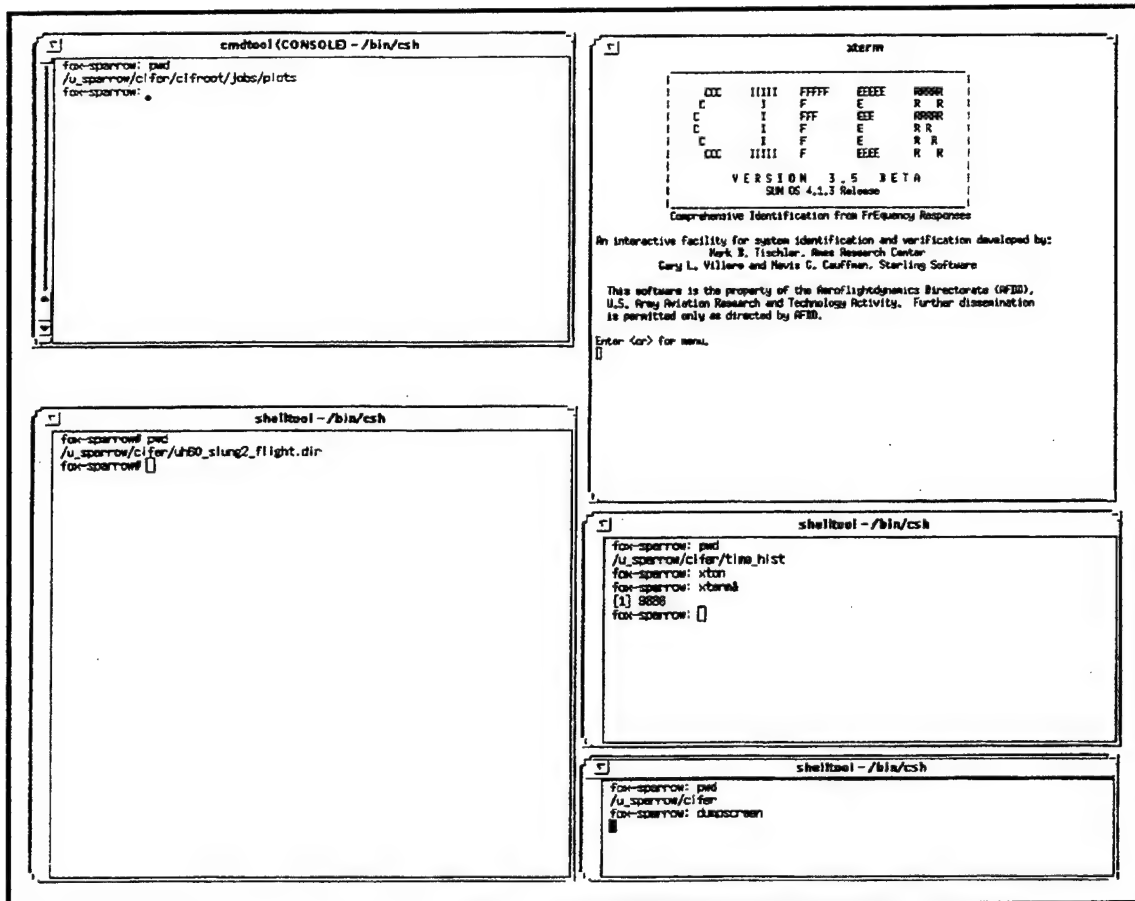 cmdtool (CONSOLE) - /bin/csh
fox-sparrow: pwd
/u_sparrow/cifer/cifroot/jobs/plots
fox-sparrow:
xterm
CCC IIIII FFFFF EEEEE RRRRR
C I F E R R
C I FFF EEE RRRRR
C I F E R R
C I F E R R
CCC IIIII F EEEE R R
VERSION 3.5 BETA
SUN OS 4.1.3 Release
Comprehensive Identification from FrEquency Responses
An interactive facility for system identification and verification developed by:
Mark B. Tischler, Ames Research Center
Gary L. Villere and Mavis G. Cauffman, Sterling Software
This software is the property of the Aeroflightdynamics Directorate (AFDD),
U.S. Army Aviation Research and Technology Activity. Further dissemination
is permitted only as directed by AFDD.
Enter <cr> for menu.
shelltool - /bin/csh
fox-sparrow# pwd
/u_sparrow/cifer/uh60_slung2_flight.dir
fox-sparrow#
shelltool - /bin/csh
fox-sparrow: pwd
/u_sparrow/cifer/time_hist
fox-sparrow: xton
fox-sparrow: xterm&
[1]
fox-sparrow:
shelltool - /bin/csh
fox-sparrow: pwd
/u_sparrow/cifer
fox-sparrow: dumpscreen